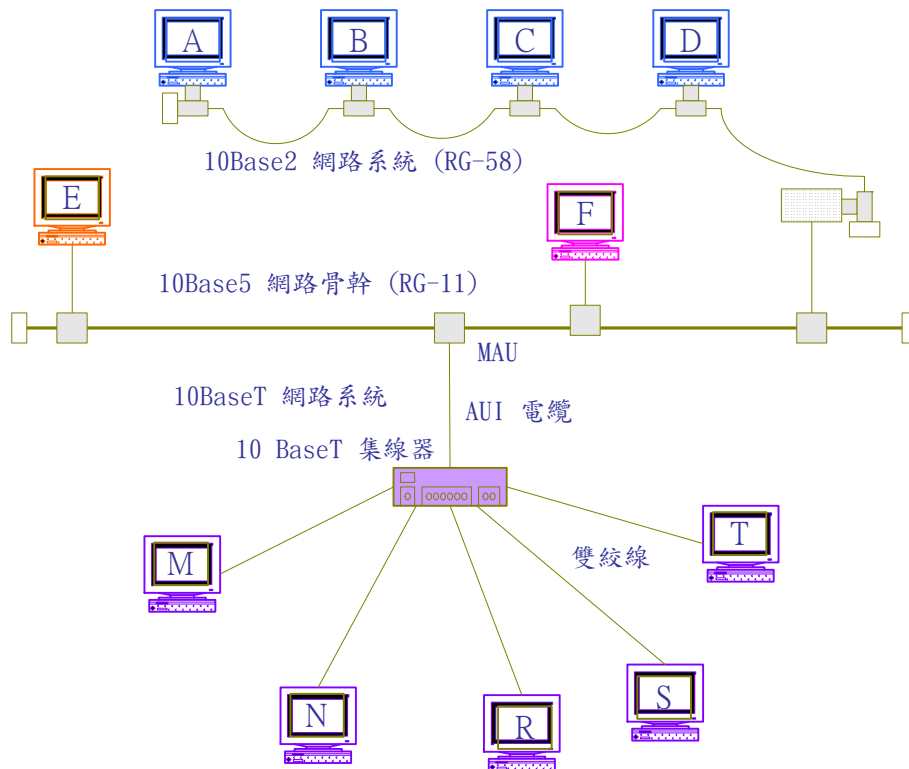 A
B
C
D
10Base2 網路系統 (RG-58)
E
F
10Base5 網路骨幹 (RG-11)
MAU
10BaseT 網路系統
AUI 電纜
10 BaseT 集線器
M
T
雙絞線
N
R
S